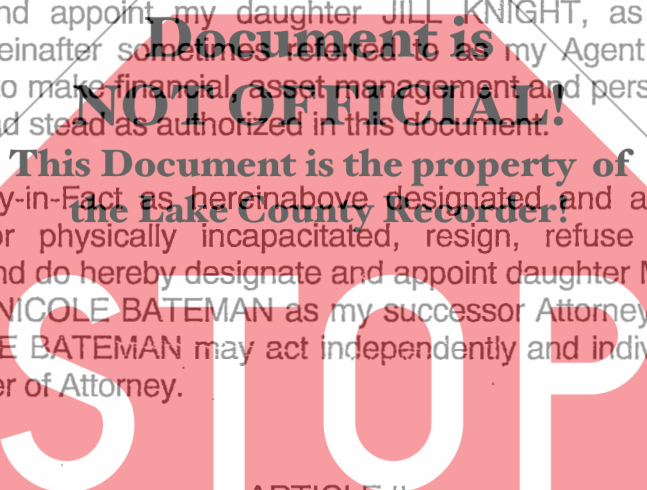 nd appoint my daughter JILL KNIGHT, as
Document is
einafter sometimes referred to as my Agent
o make financial, asset management and pers
NOT OFFICIAL!
d stead as authorized in this document.
This Document is the property of
y-in-Fact as hereinabove designated and a
the Lake County Recorder!
or physically incapacitated, resign, refuse
nd do hereby designate and appoint daughter M
NICOLE BATEMAN as my successor Attorney
E BATEMAN may act independently and indiv
er of Attorney.
STOP
ARTICLE II